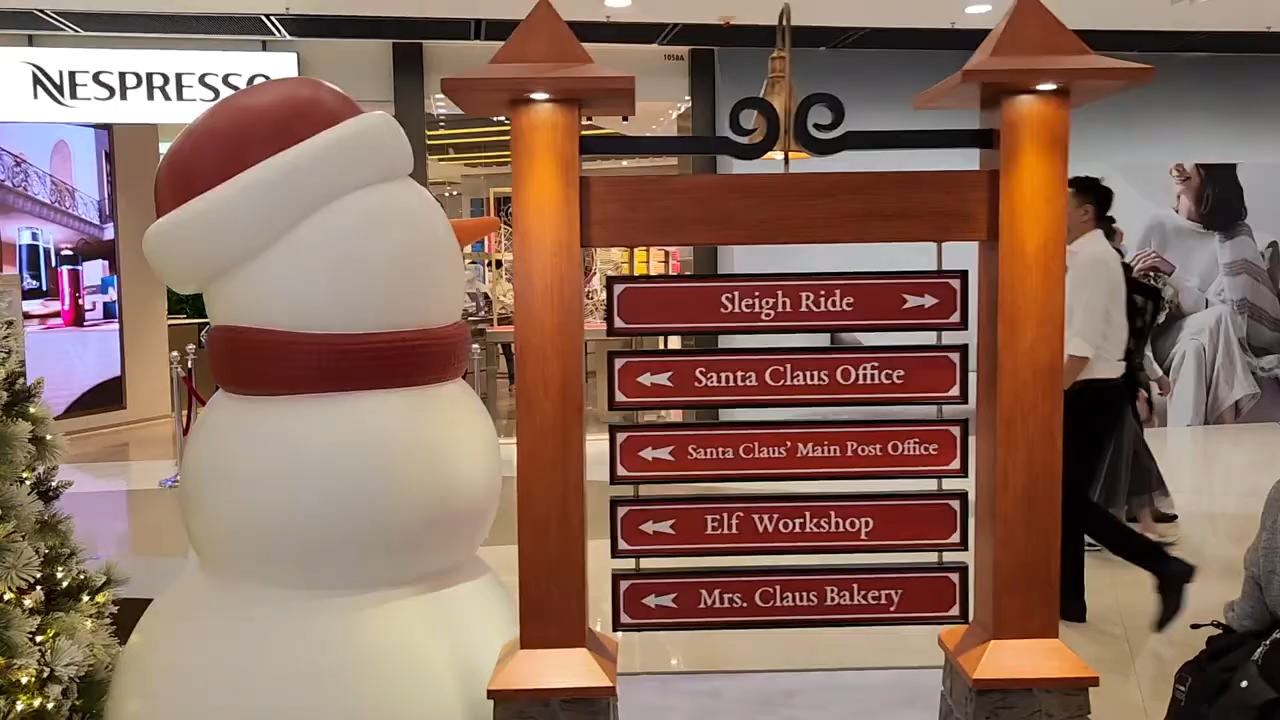 NESPRESSO
1058A
Sleigh Ride
Santa Claus Office
Santa Claus' Main Post Office
Elf Workshop
Mrs. Claus Bakery